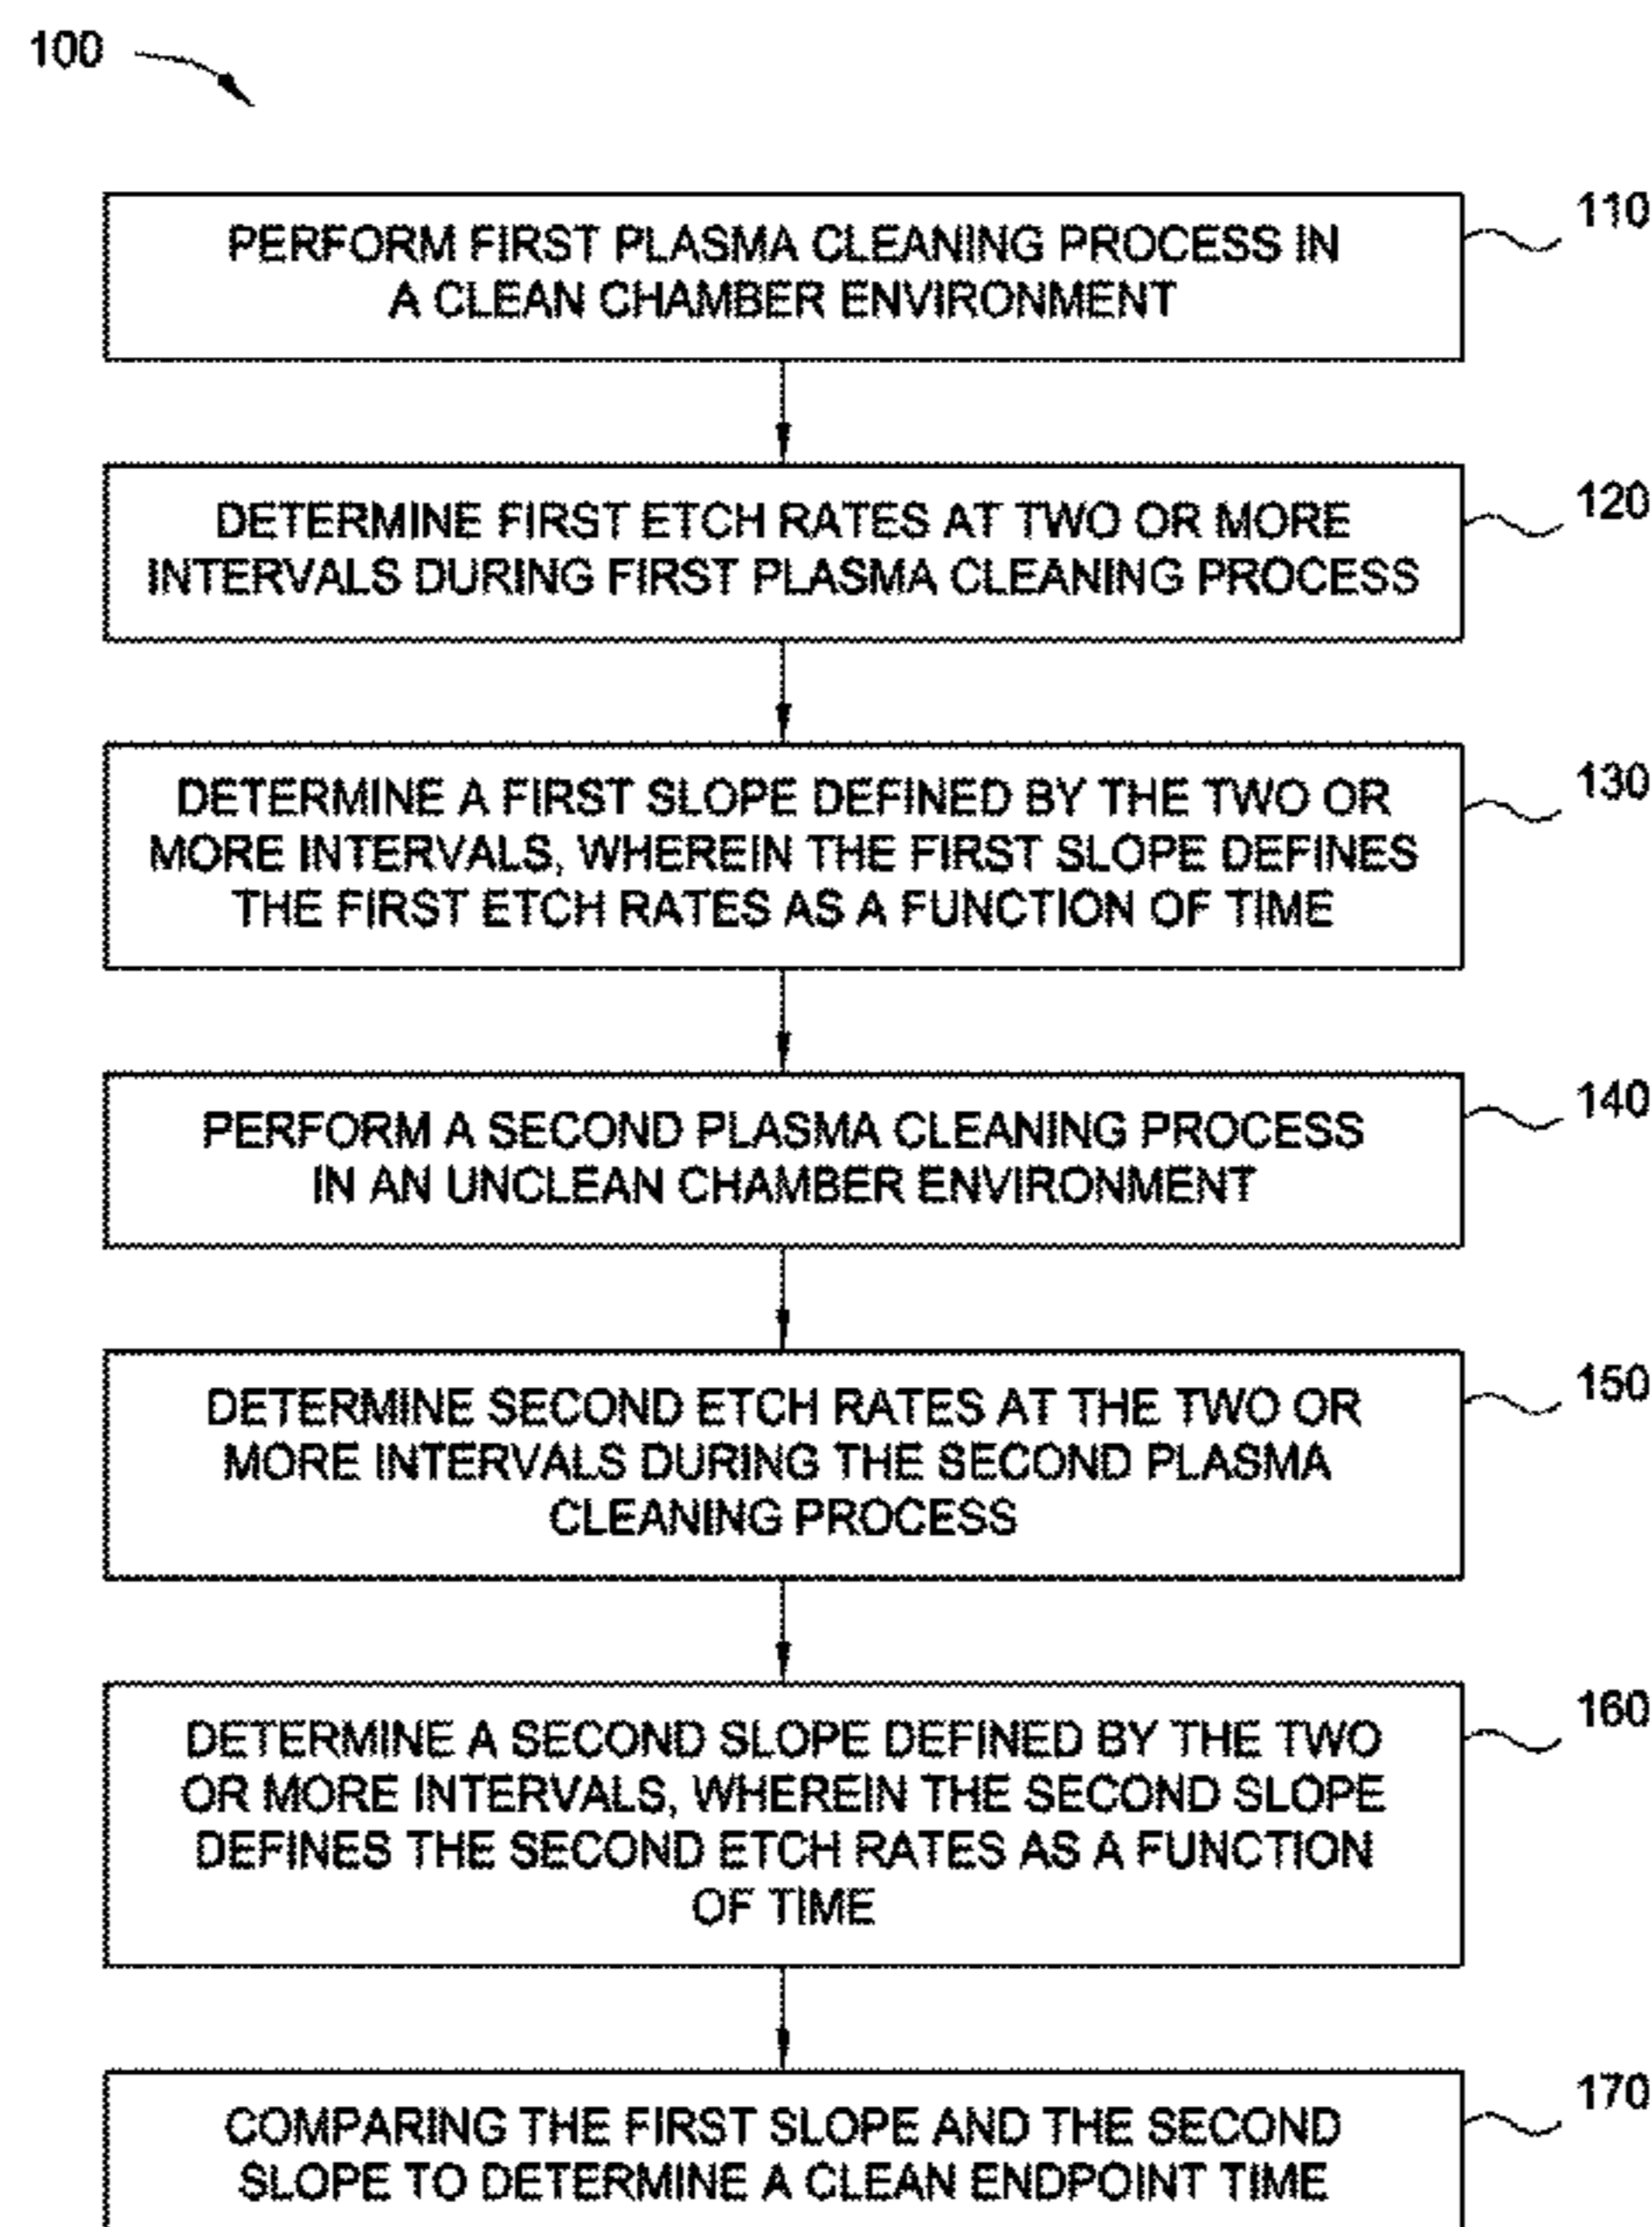 100
PERFORM FIRST PLASMA CLEANING PROCESS IN
A CLEAN CHAMBER ENVIRONMENT
110
DETERMINE FIRST ETCH RATES AT TWO OR MORE
INTERVALS DURING FIRST PLASMA CLEANING PROCESS
120
DETERMINE A FIRST SLOPE DEFINED BY THE TWO OR
MORE INTERVALS, WHEREIN THE FIRST SLOPE DEFINES
THE FIRST ETCH RATES AS A FUNCTION OF TIME
130
PERFORM A SECOND PLASMA CLEANING PROCESS
IN AN UNCLEAN CHAMBER ENVIRONMENT
140
DETERMINE SECOND ETCH RATES AT THE TWO OR
MORE INTERVALS DURING THE SECOND PLASMA
CLEANING PROCESS
150
DETERMINE A SECOND SLOPE DEFINED BY THE TWO
OR MORE INTERVALS, WHEREIN THE SECOND SLOPE
DEFINES THE SECOND ETCH RATES AS A FUNCTION
OF TIME
160
COMPARING THE FIRST SLOPE AND THE SECOND
SLOPE TO DETERMINE A CLEAN ENDPOINT TIME
170